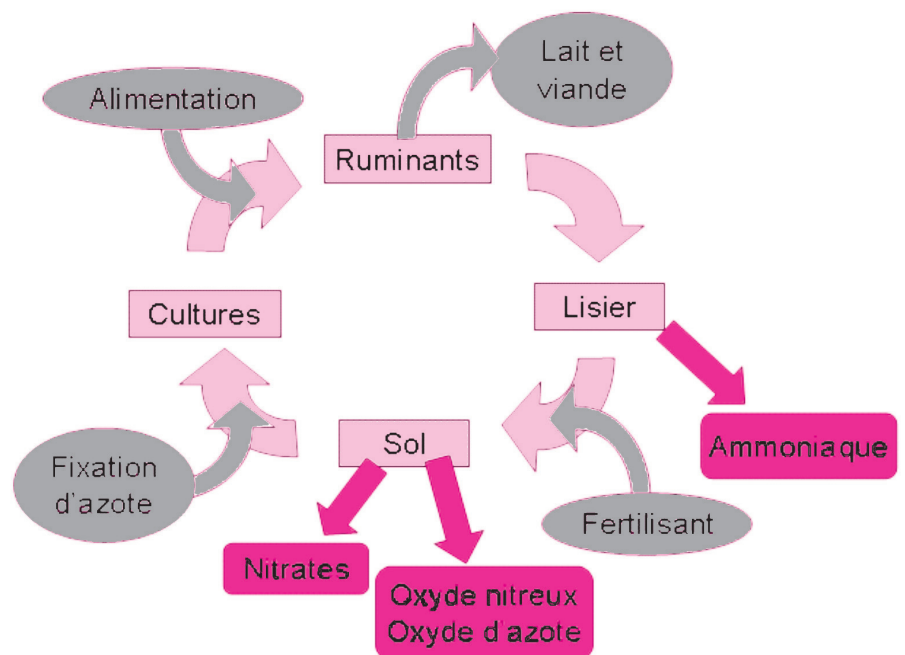 Lait et
viande
Alimentation
Ruminants
Cultures
Lisier
Ammoniaque
Sol
Fixation
d'azote
Fertilisant
Nitrates
Oxyde nitreux
Oxyde d'azote